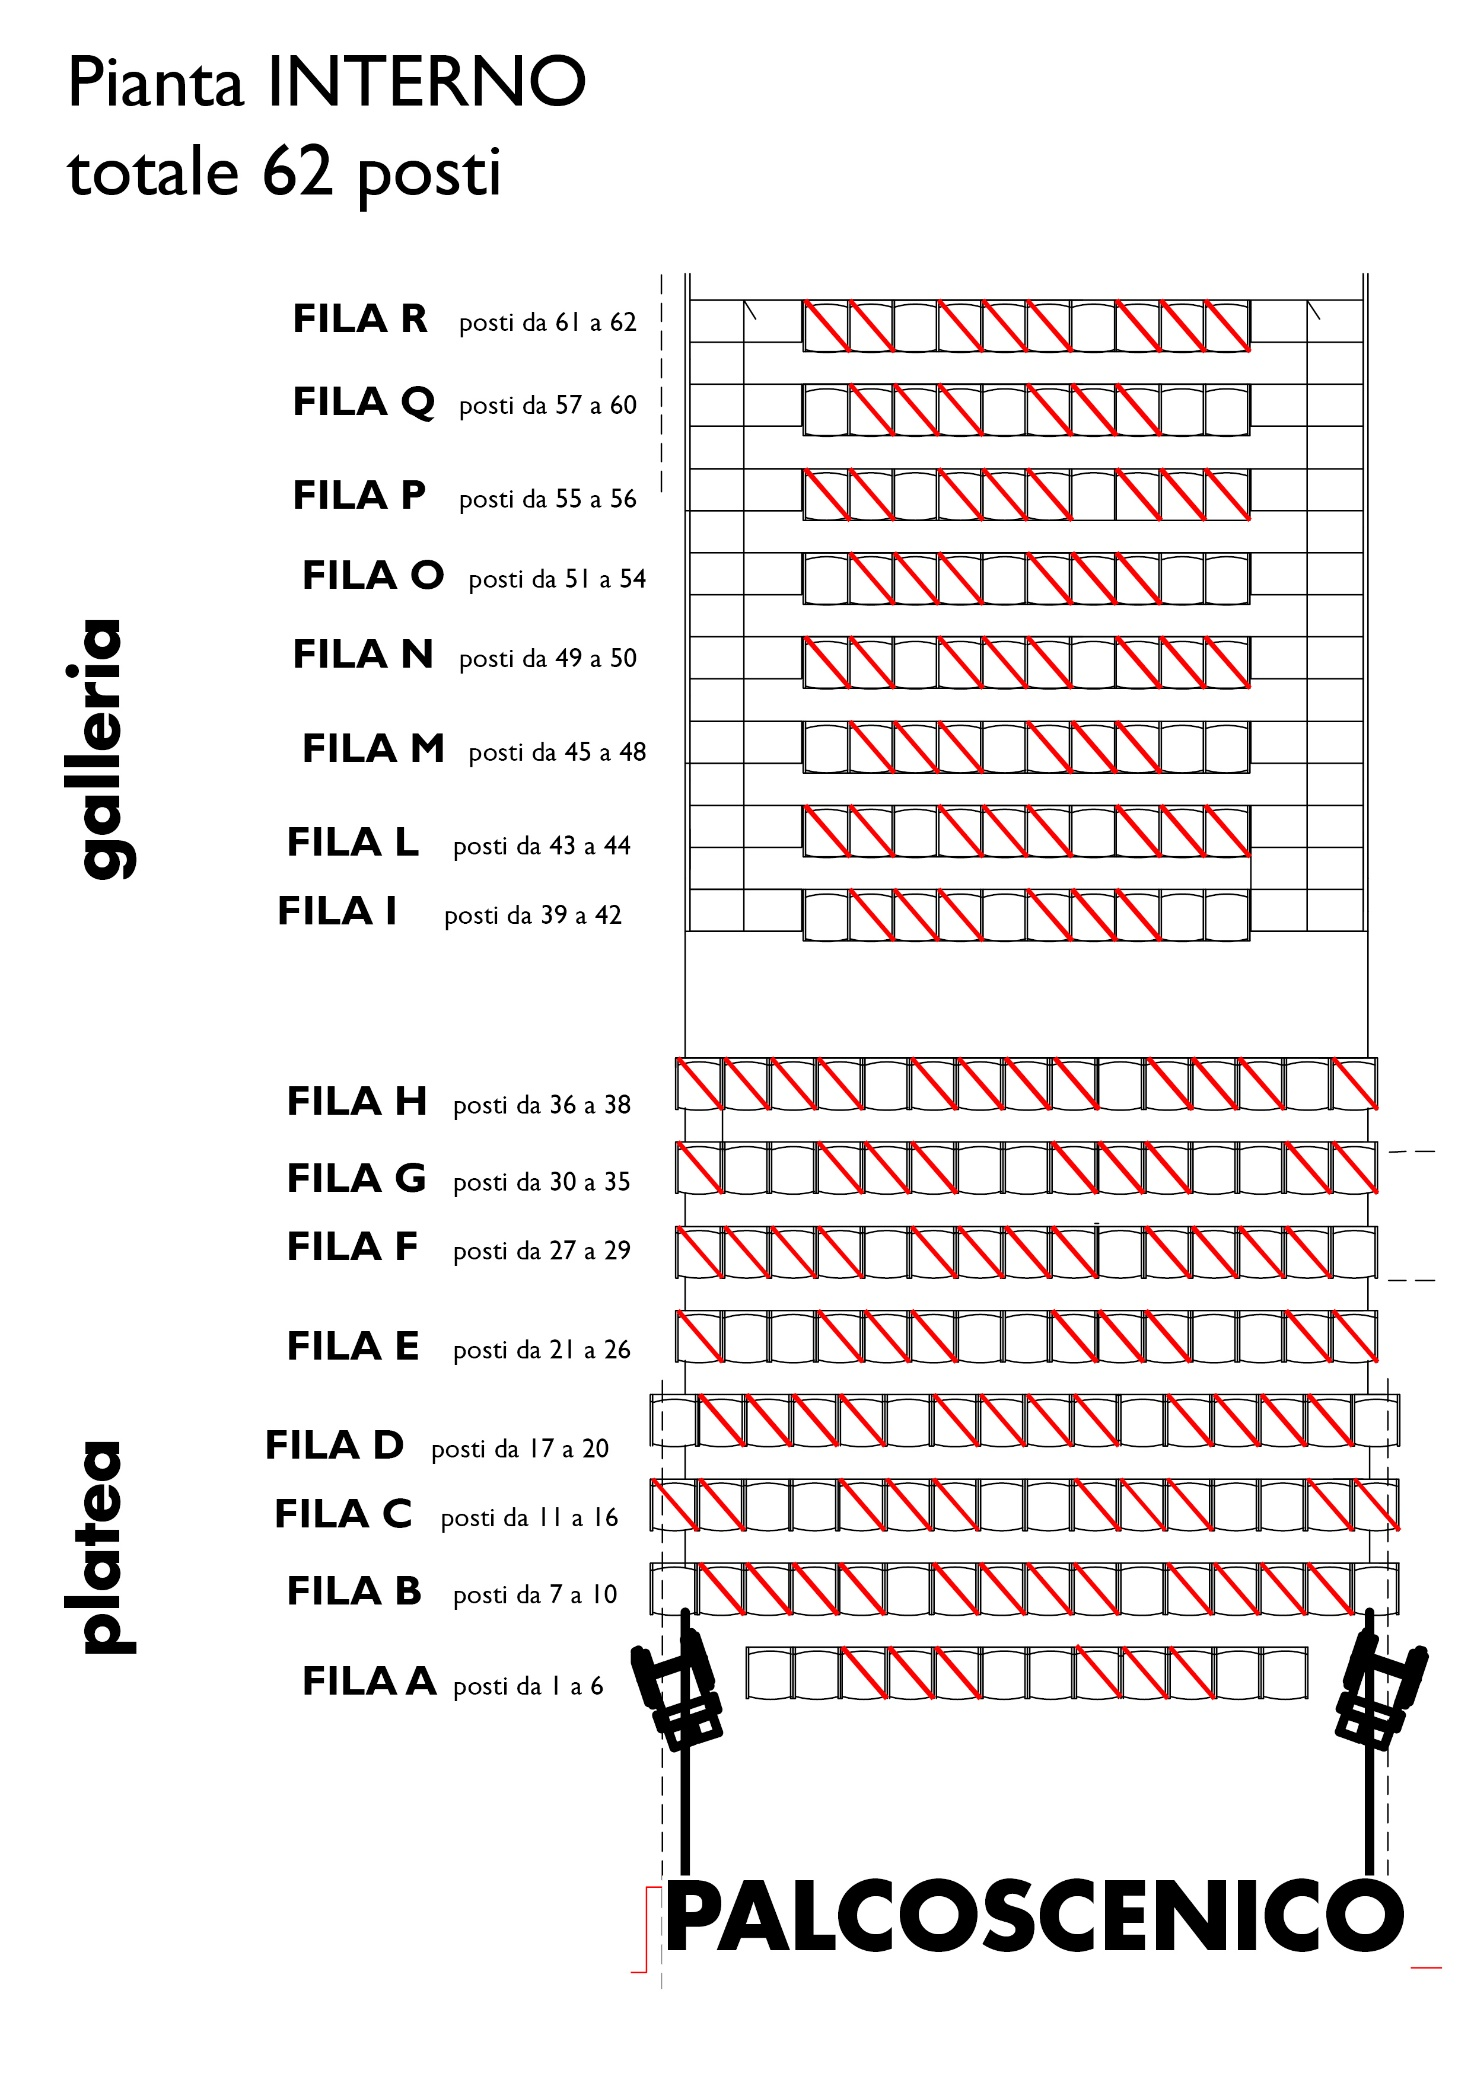 Pianta INTERNO
totale 62 posti
galleria
FILA R posti da 61 a 62
FILA Q posti da 57 a 60
FILA P posti da 55 a 56
FILA O posti da 51 a 54
FILA N posti da 49 a 50
FILA M posti da 45 a 48
FILA L posti da 43 a 44
FILA I posti da 39 a 42
platea
FILA H posti da 36 a 38
FILA G posti da 30 a 35
FILA F posti da 27 a 29
FILA E posti da 21 a 26
FILA D posti da 17 a 20
FILA C posti da 11 a 16
FILA B posti da 7 a 10
FILA A posti da 1 a 6
PALCOSCENICO